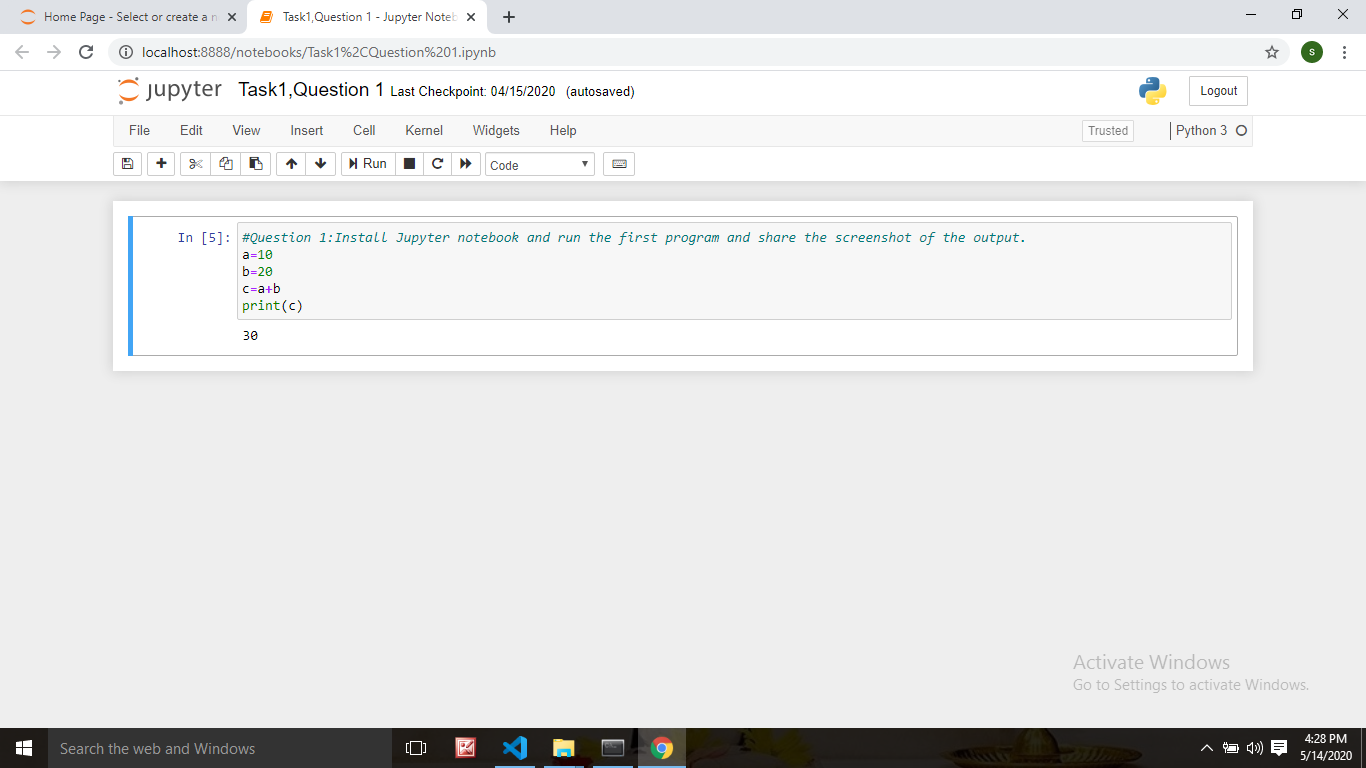 Home Page - Select or create a n
Task1,Question 1 - Jupyter Noteb
localhost:8888/notebooks/Task1%2CQuestion%201.ipynb
s
jupyter Task1,Question 1 Last Checkpoint: 04/15/2020 (autosaved)
Logout
File Edit View Insert Cell Kernel Widgets Help
Trusted
Python 3
Run
Code
In [5]: #Question 1:Install Jupyter notebook and run the first program and share the screenshot of the output.
a=10
b=20
c=a+b
print(c)
30
Activate Windows
Go to Settings to activate Windows.
Search the web and Windows
4:28 PM
5/14/2020